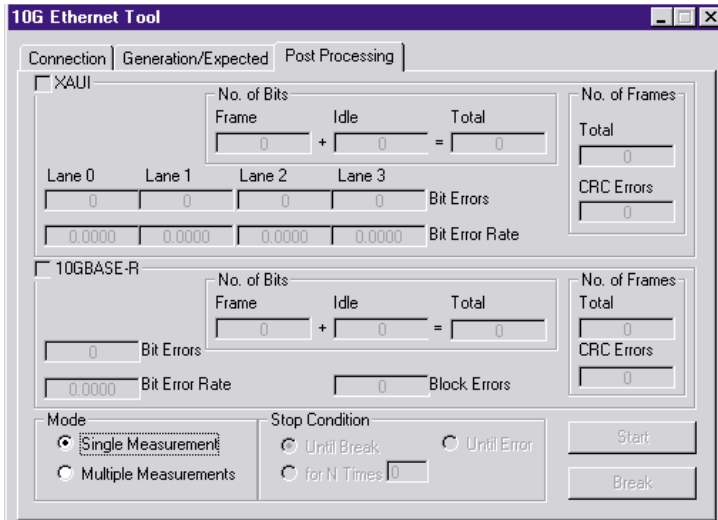 10G Ethernet Tool
Connection Generation/Expected Post Processing
XAUI
No. of Bits No. of Frames
Frame Idle Total Total
0 + 0 = 0 0
Lane 0 Lane 1 Lane 2 Lane 3 CRC Errors
0 0 0 0 Bit Errors 0
0.0000 0.0000 0.0000 0.0000 Bit Error Rate
10GBASE-R
No. of Bits No. of Frames
Frame Idle Total Total
0 + 0 = 0 0
0 Bit Errors CRC Errors
0.0000 Bit Error Rate 0 Block Errors 0
Mode Stop Condition
Single Measurement Until Break Until Error Start
Multiple Measurements for N Times 0 Break